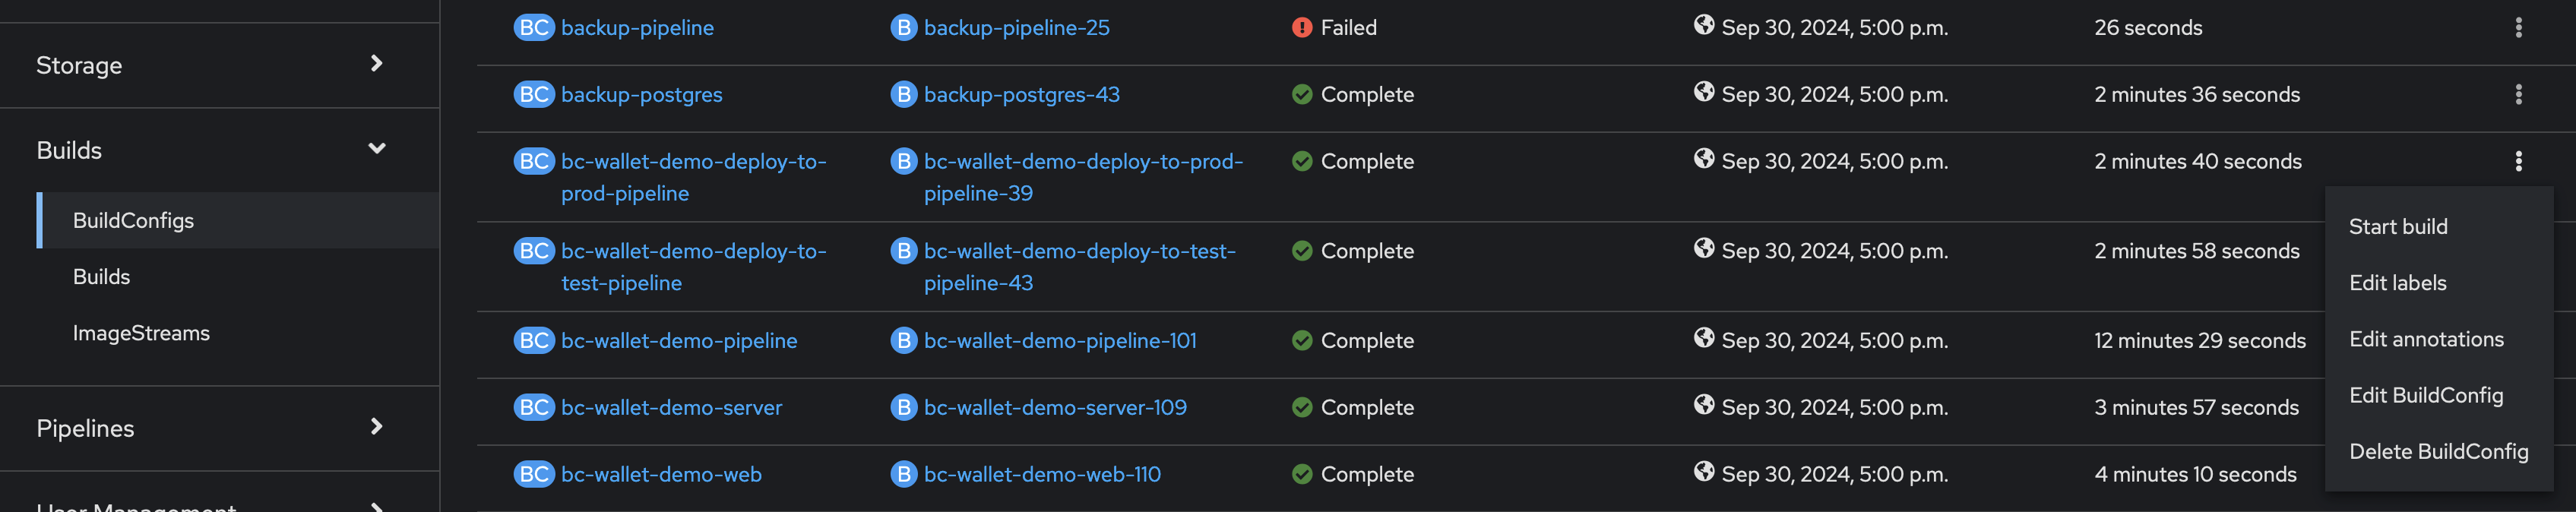 Storage
Builds
BuildConfigs
Builds
ImageStreams
Pipelines
User Management
BC backup-pipeline B backup-pipeline-25 Failed Sep 30, 2024, 5:00 p.m. 26 seconds
BC backup-postgres B backup-postgres-43 Complete Sep 30, 2024, 5:00 p.m. 2 minutes 36 seconds
BC bc-wallet-demo-deploy-to- B bc-wallet-demo-deploy-to-prod- Complete Sep 30, 2024, 5:00 p.m. 2 minutes 40 seconds
prod-pipeline pipeline-39
BC bc-wallet-demo-deploy-to- B bc-wallet-demo-deploy-to-test- Complete Sep 30, 2024, 5:00 p.m. 2 minutes 58 seconds
test-pipeline pipeline-43
BC bc-wallet-demo-pipeline B bc-wallet-demo-pipeline-101 Complete Sep 30, 2024, 5:00 p.m. 12 minutes 29 seconds
BC bc-wallet-demo-server B bc-wallet-demo-server-109 Complete Sep 30, 2024, 5:00 p.m. 3 minutes 57 seconds
BC bc-wallet-demo-web B bc-wallet-demo-web-110 Complete Sep 30, 2024, 5:00 p.m. 4 minutes 10 seconds
Start build
Edit labels
Edit annotations
Edit BuildConfig
Delete BuildConfig